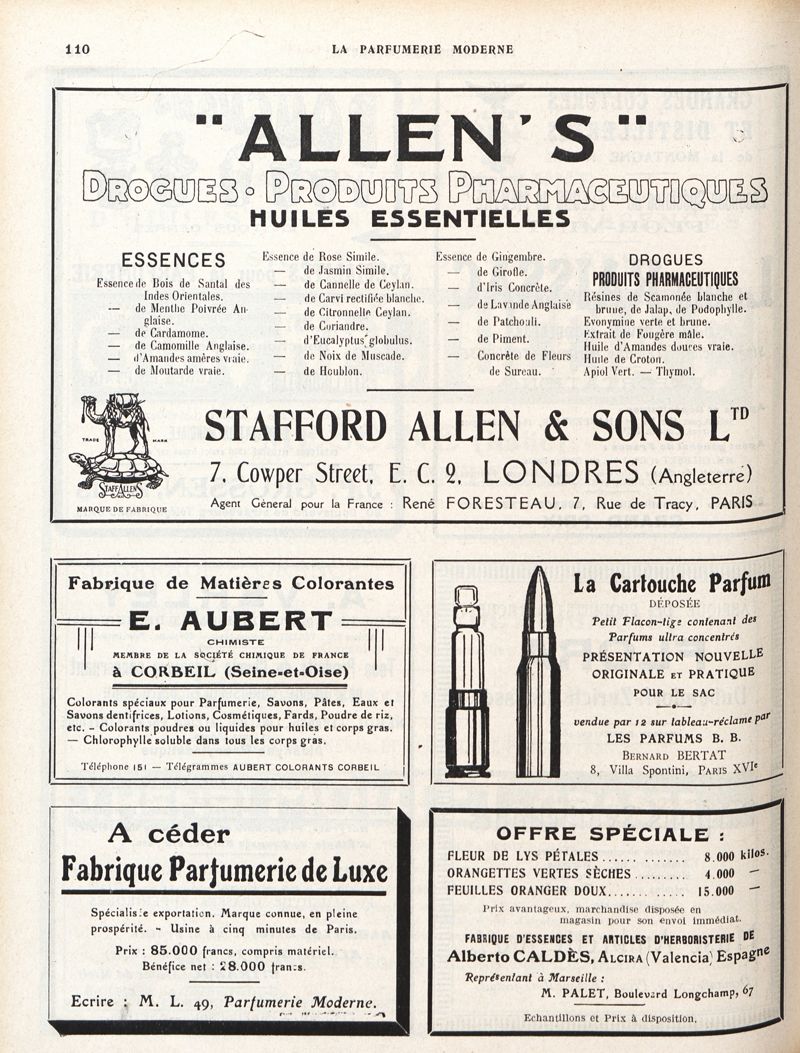 110
LA PARFUMERIE MODERNE
"ALLEN'S"
DROGUES · PRODUITS PHARMACEUTIQUES
HUILES ESSENTIELLES
ESSENCES
Essence de Bois de Santal des
Indes Orientales.
— de Menthe Poivrée An-
glaise.
— de Cardamome.
— de Camomille Anglaise.
— d'Amandes amères vraie.
— de Moutarde vraie.
Essence de Rose Simile.
— de Jasmin Simile.
— de Cannelle de Ceylan.
— de Carvi rectifiée blanche.
— de Citronnelle Ceylan.
— de Coriandre.
— d'Eucalyptus globulus.
— de Noix de Muscade.
— de Houblon.
Essence de Gingembre.
— de Girofle.
— d'Iris Concrète.
— de Lavande Anglaise
— de Patchouli.
— de Piment.
— Concrète de Fleurs
de Sureau.
DROGUES
PRODUITS PHARMACEUTIQUES
Résines de Scamonée blanche et
brune, de Jalap, de Podophylle.
Evonymine verte et brune.
Extrait de Fougère mâle.
Huile d'Amandes douces vraie.
Huile de Croton.
Apiol Vert. — Thymol.
TRADE MARK
STAFF ALLEN'S
MARQUE DE FABRIQUE
STAFFORD ALLEN & SONS LTD
7, Cowper Street, E. C. 2, LONDRES (Angleterre)
Agent Général pour la France : René FORESTEAU, 7, Rue de Tracy, PARIS
Fabrique de Matières Colorantes
E. AUBERT
CHIMISTE
MEMBRE DE LA SOCIÉTÉ CHIMIQUE DE FRANCE
à CORBEIL (Seine-et-Oise)
Colorants spéciaux pour Parfumerie, Savons, Pâtes, Eaux et
Savons dentifrices, Lotions, Cosmétiques, Fards, Poudre de riz,
etc. - Colorants poudres ou liquides pour huiles et corps gras.
— Chlorophylle soluble dans tous les corps gras.
Téléphone 151 — Télégrammes AUBERT COLORANTS CORBEIL
La Cartouche Parfum
DÉPOSÉE
Petit Flacon-tige contenant des
Parfums ultra concentrés
PRÉSENTATION NOUVELLE
ORIGINALE ET PRATIQUE
POUR LE SAC
vendue par 12 sur tableau-réclame par
LES PARFUMS B. B.
BERNARD BERTAT
8, Villa Spontini, PARIS XVIe
A céder
Fabrique Parfumerie de Luxe
Spécialisée exportation. Marque connue, en pleine
prospérité. - Usine à cinq minutes de Paris.
Prix : 85.000 francs, compris matériel.
Bénéfice net : 28.000 francs.
Ecrire : M. L. 49, Parfumerie Moderne.
OFFRE SPÉCIALE :
FLEUR DE LYS PÉTALES ...... ....... 8.000 kilos.
ORANGETTES VERTES SÈCHES ......... 4.000 —
FEUILLES ORANGER DOUX............. 15.000 —
Prix avantageux, marchandise disposée en
magasin pour son envoi immédiat.
FABRIQUE D'ESSENCES ET ARTICLES D'HERBORISTERIE DE
Alberto CALDÈS, ALCIRA (Valencia) Espagne
Représentant à Marseille :
M. PALET, Boulevard Longchamp, 67
Echantillons et Prix à disposition.